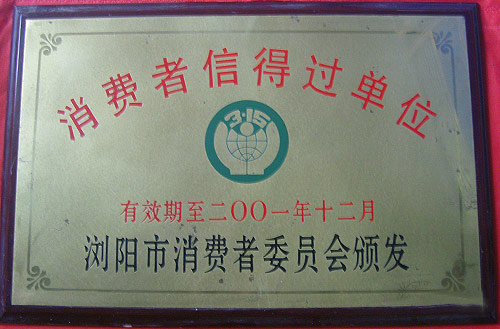 消费者信得过单位
3·15
有效期至二〇〇一年十二月
浏阳市消费者委员会颁发